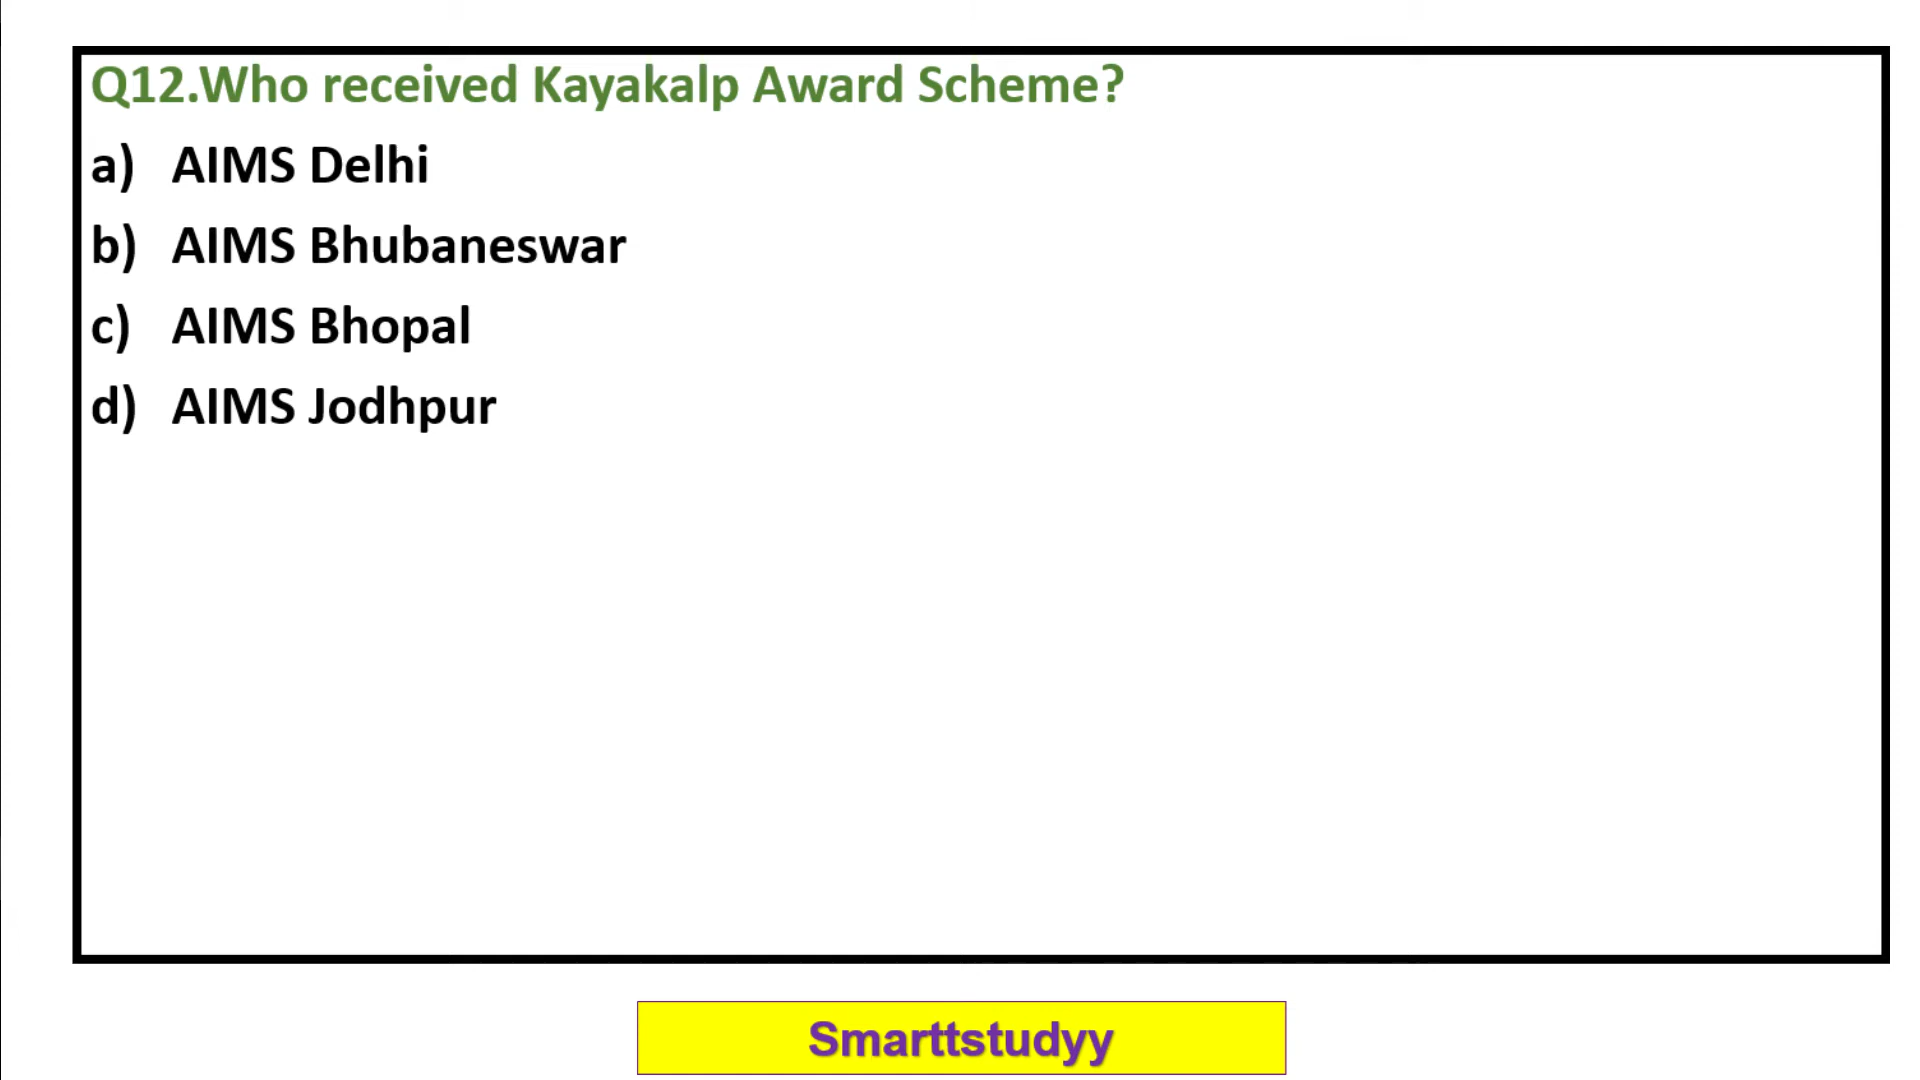 Q12.Who received Kayakalp Award Scheme?
a) AIMS Delhi
b) AIMS Bhubaneswar
c) AIMS Bhopal
d) AIMS Jodhpur
Smarttstudyy